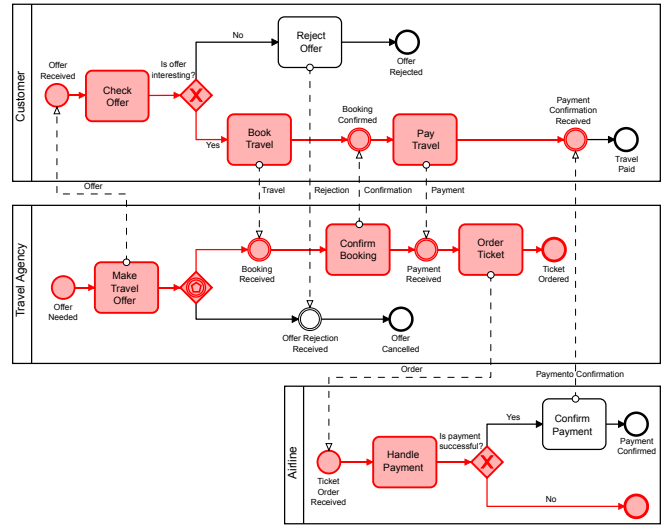 Customer
Offer
Received
Check
Offer
Is offer
interesting?
No
Reject
Offer
Offer
Rejected
Yes
Book
Travel
Booking
Confirmed
Pay
Travel
Payment
Confirmation
Received
Travel
Paid
Offer
Travel
Rejection
Confirmation
Payment
Travel Agency
Offer
Needed
Make
Travel
Offer
Booking
Received
Confirm
Booking
Payment
Received
Order
Ticket
Ticket
Ordered
Offer Rejection
Received
Offer
Cancelled
Order
Paymento Confirmation
Airline
Ticket
Order
Received
Handle
Payment
Is payment
successful?
Yes
Confirm
Payment
Payment
Confirmed
No